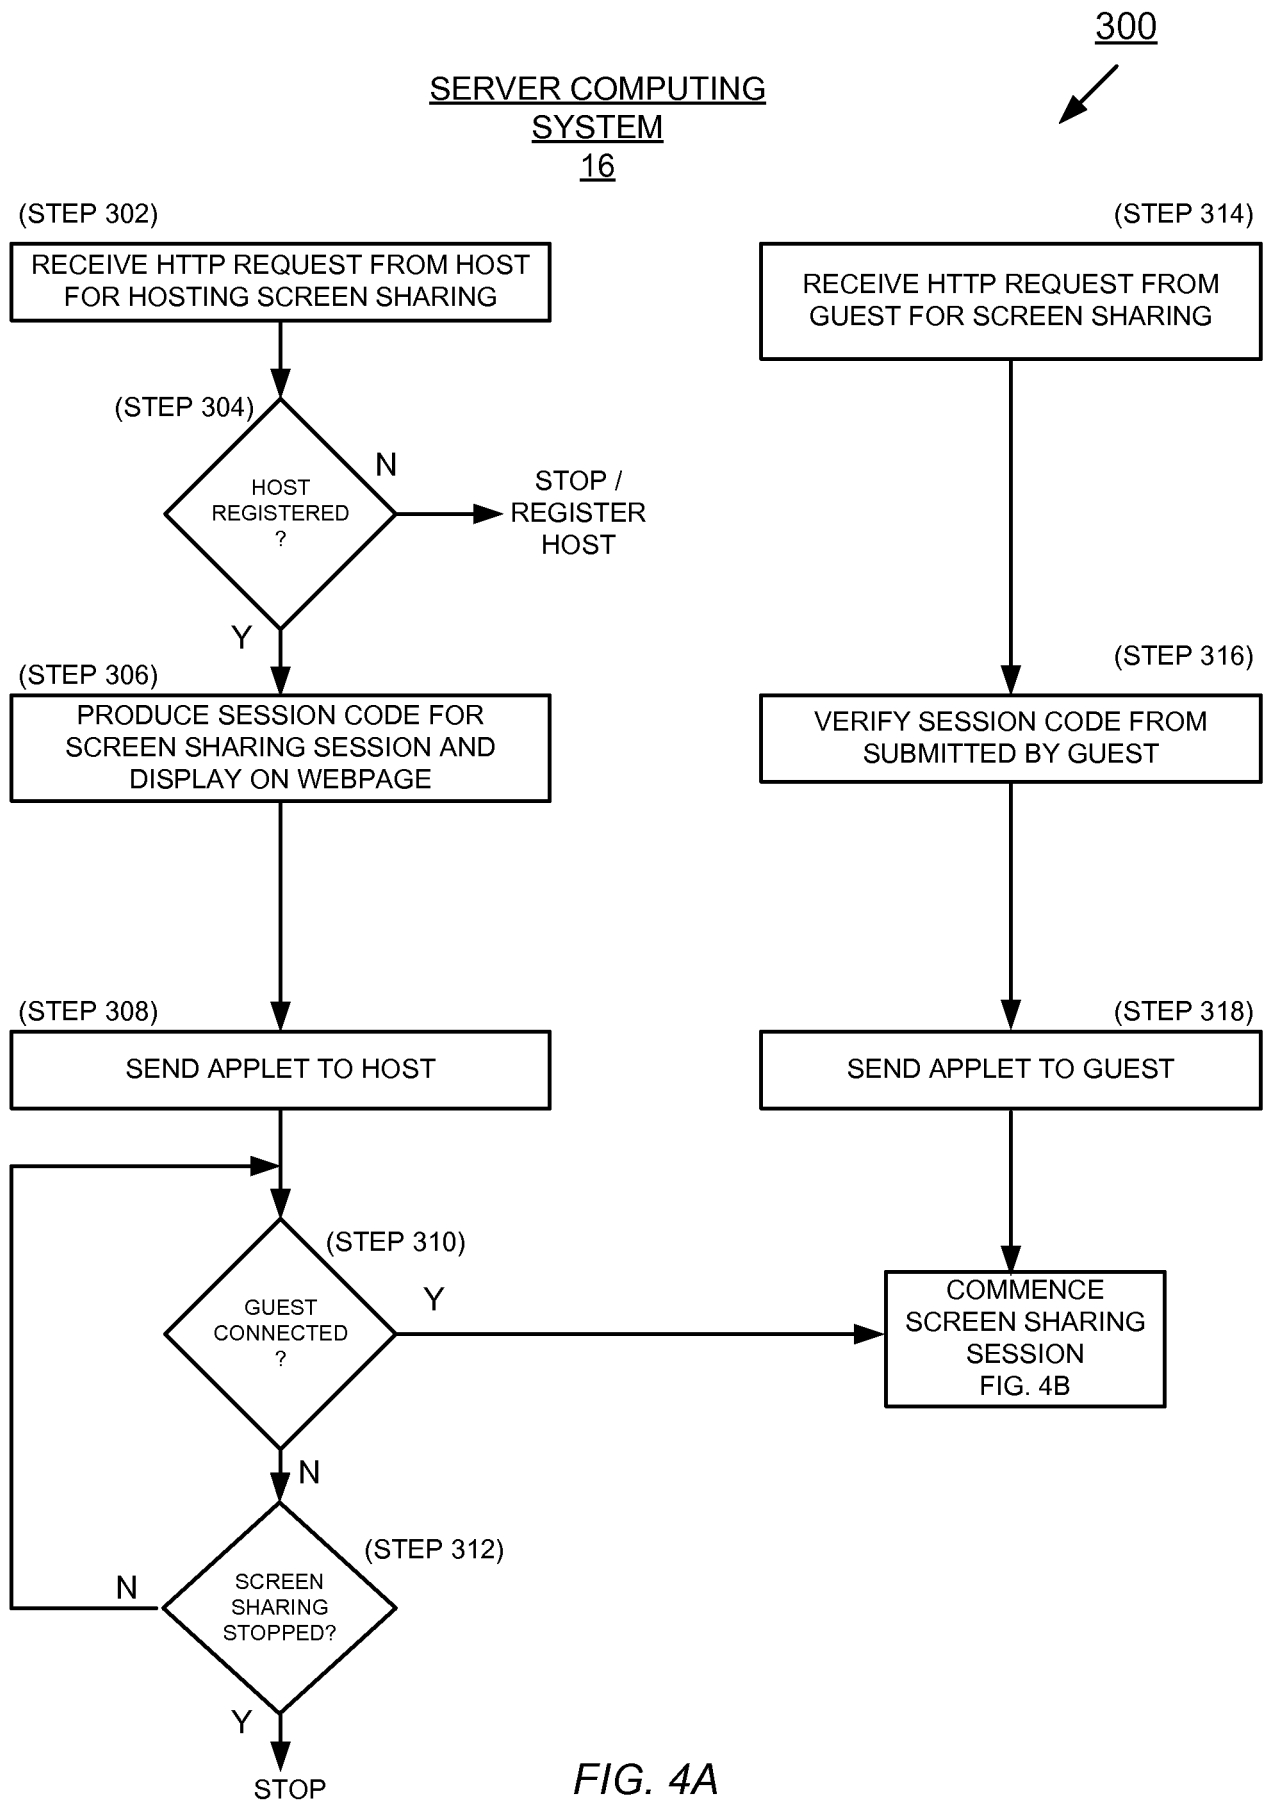 300
SERVER COMPUTING
SYSTEM
16
(STEP 302)
RECEIVE HTTP REQUEST FROM HOST
FOR HOSTING SCREEN SHARING
(STEP 304)
HOST
REGISTERED
?
N
STOP /
REGISTER
HOST
Y
(STEP 306)
PRODUCE SESSION CODE FOR
SCREEN SHARING SESSION AND
DISPLAY ON WEBPAGE
(STEP 308)
SEND APPLET TO HOST
(STEP 310)
GUEST
CONNECTED
?
Y
N
(STEP 312)
SCREEN
SHARING
STOPPED?
N
Y
STOP
(STEP 314)
RECEIVE HTTP REQUEST FROM
GUEST FOR SCREEN SHARING
(STEP 316)
VERIFY SESSION CODE FROM
SUBMITTED BY GUEST
(STEP 318)
SEND APPLET TO GUEST
COMMENCE
SCREEN SHARING
SESSION
FIG. 4B
FIG. 4A